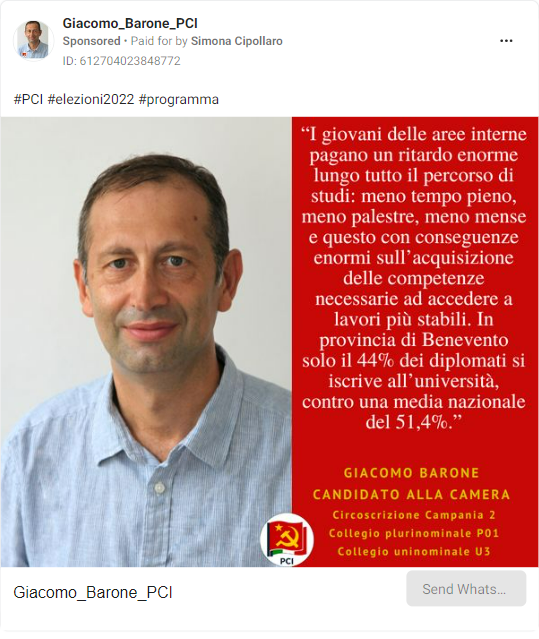 Giacomo_Barone_PCI
Sponsored • Paid for by Simona Cipollaro
ID: 612704023848772
#PCI #elezioni2022 #programma
“I giovani delle aree interne
pagano un ritardo enorme
lungo tutto il percorso di
studi: meno tempo pieno,
meno palestre, meno mense
e questo con conseguenze
enormi sull’acquisizione
delle competenze
necessarie ad accedere a
lavori più stabili. In
provincia di Benevento
solo il 44% dei diplomati si
iscrive all’università,
contro una media nazionale
del 51,4%.”
GIACOMO BARONE
CANDIDATO ALLA CAMERA
Circoscrizione Campania 2
Collegio plurinominale P01
Collegio uninominale U3
PCI
Giacomo_Barone_PCI
Send Whats...